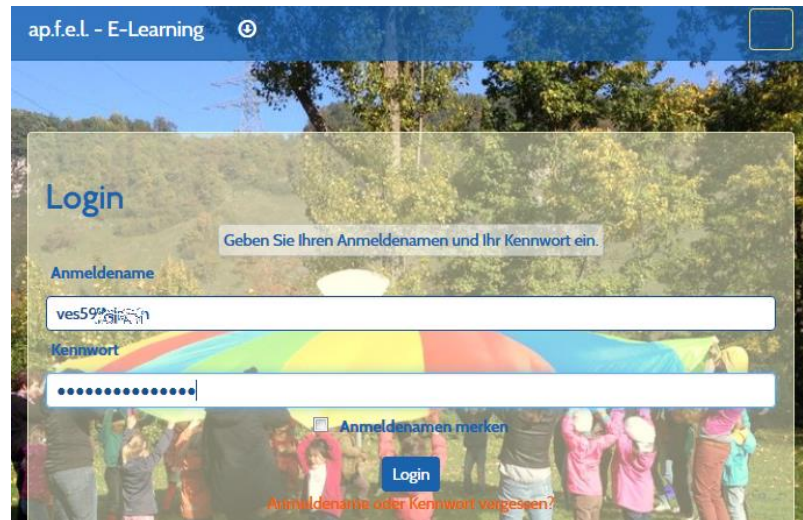 ap.f.e.l. - E-Learning
Login
Geben Sie Ihren Anmeldenamen und Ihr Kennwort ein.
Anmeldename
Kennwort
•••••••••••••••
Anmeldenamen merken
Login
Anmeldename oder Kennwort vergessen?